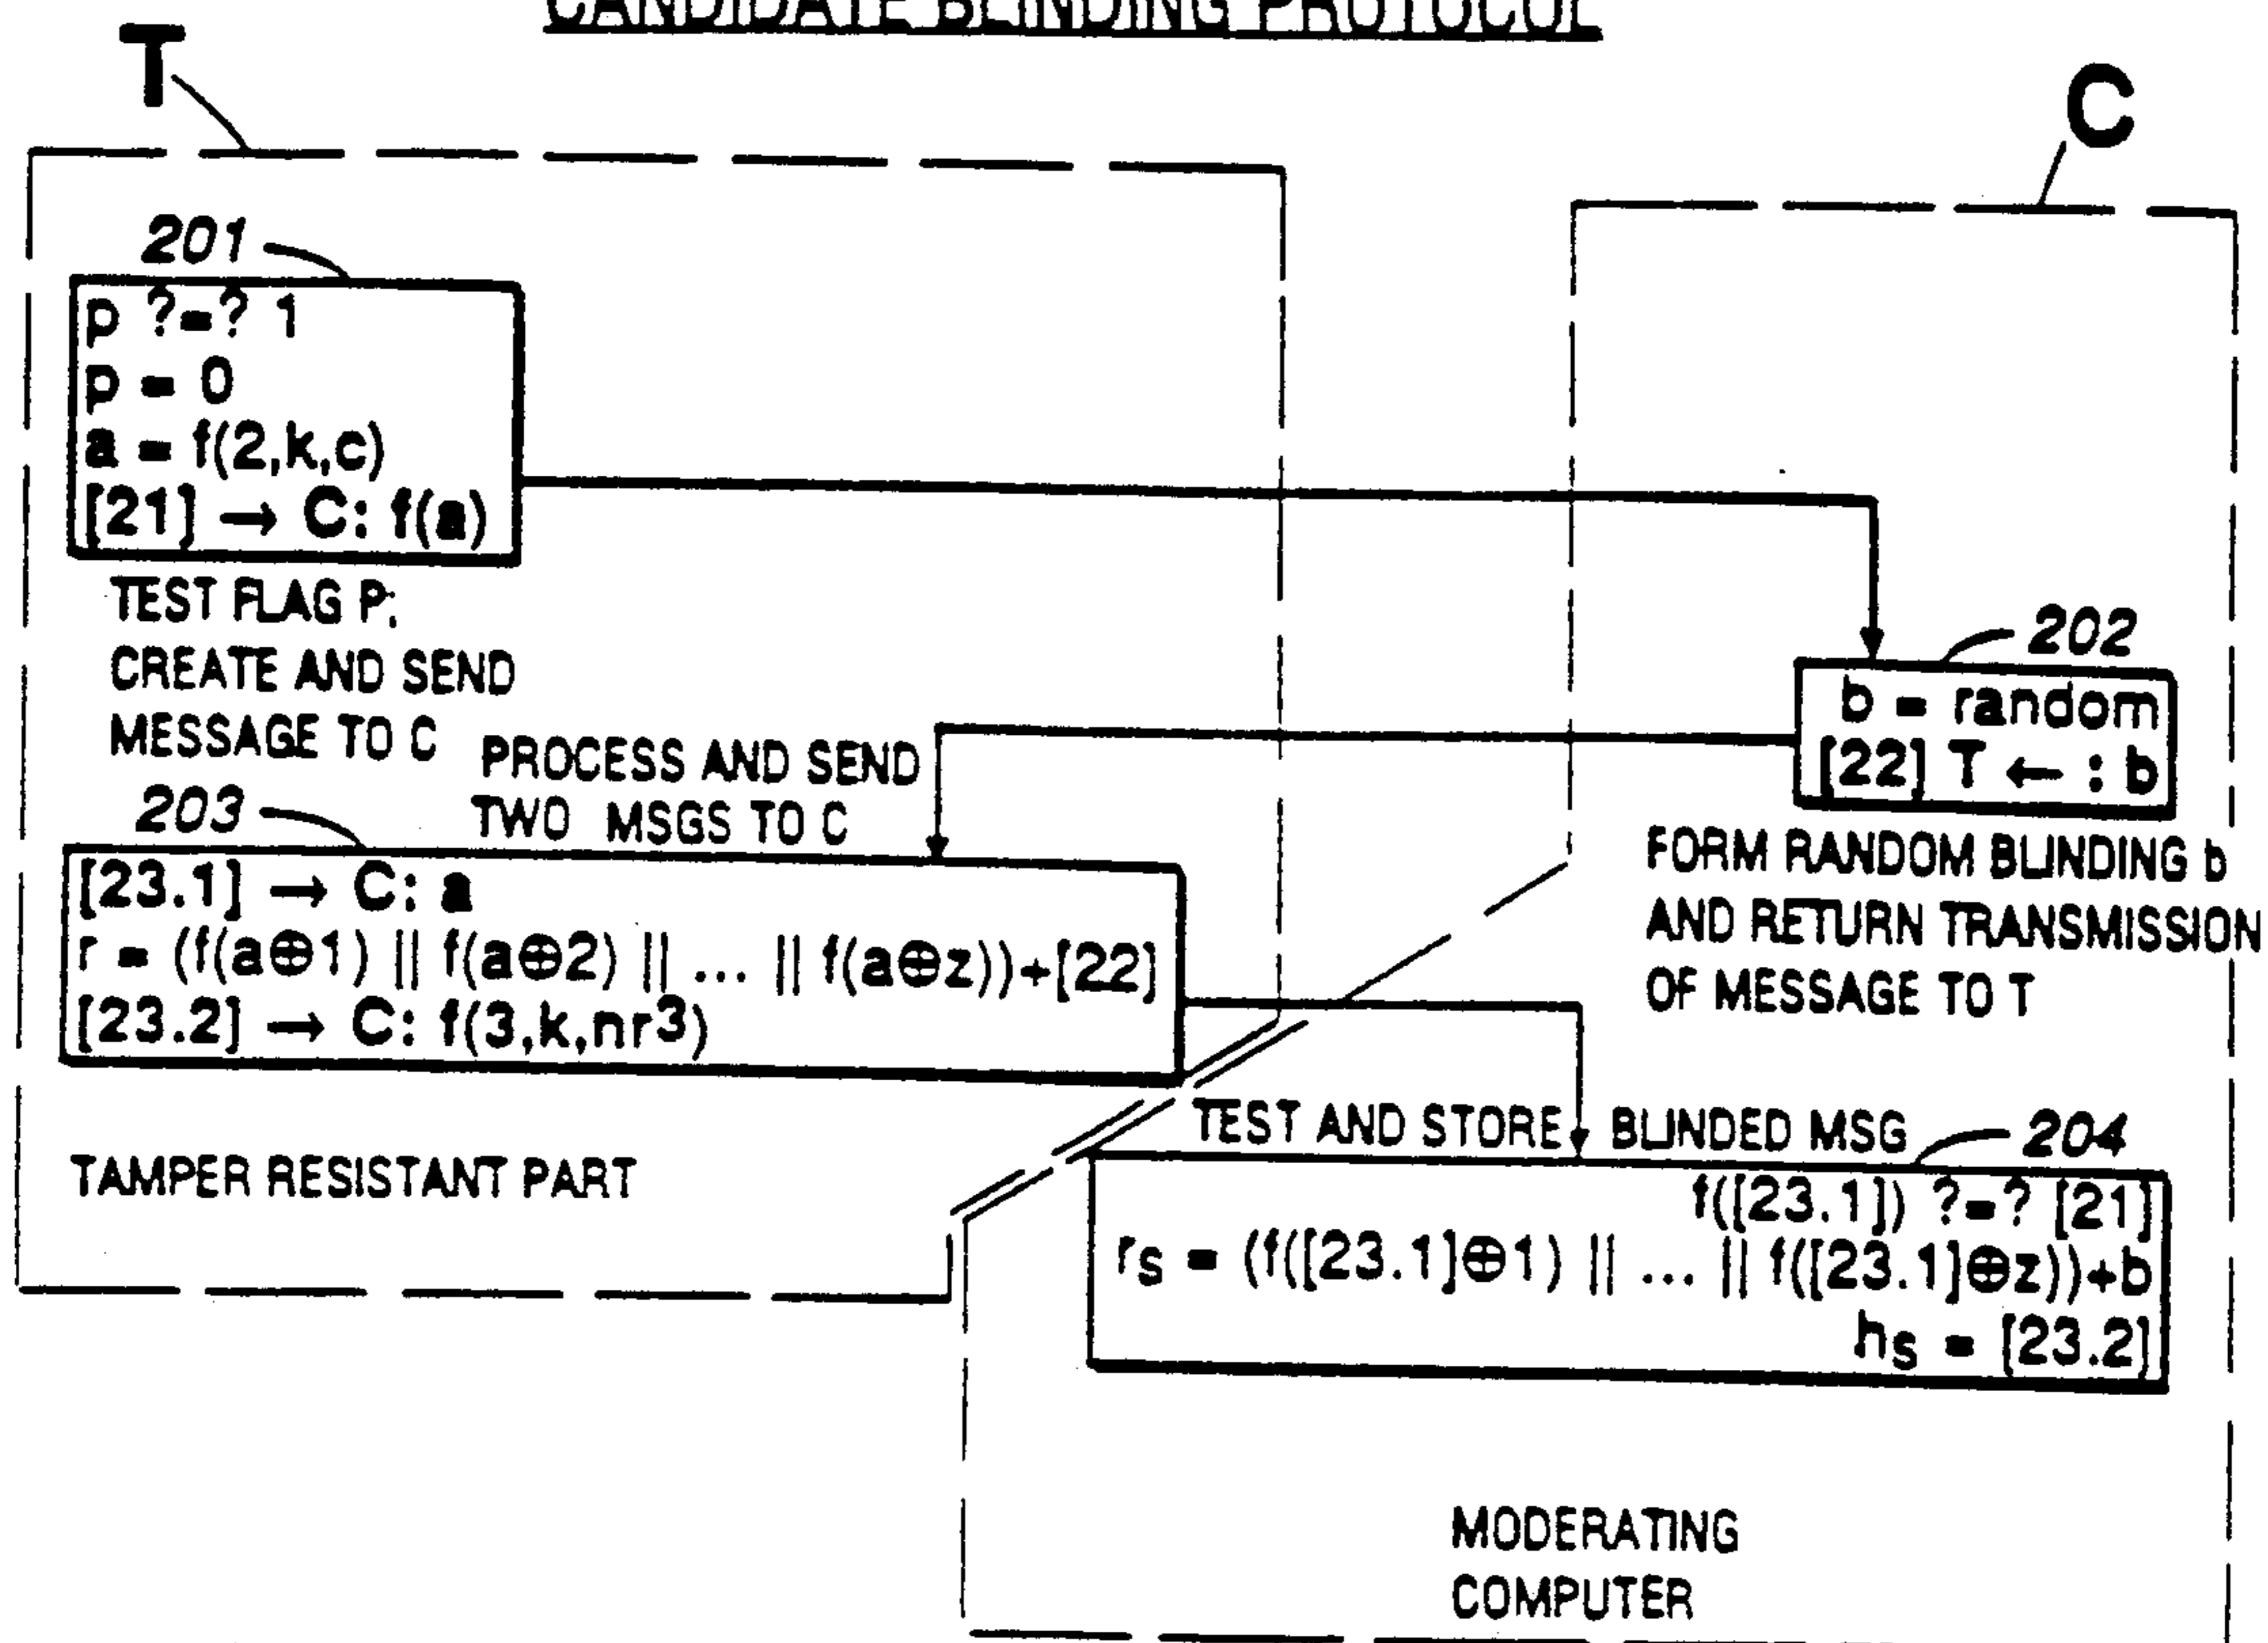 CANDIDATE BLINDING PROTOCOL
T
C
201
p ?=? 1
p = 0
a = f(2,k,c)
[21] → C: f(a)
TEST FLAG P;
CREATE AND SEND
MESSAGE TO C
202
b = random
[22] T ← : b
FORM RANDOM BLINDING b
AND RETURN TRANSMISSION
OF MESSAGE TO T
PROCESS AND SEND
TWO MSGS TO C
203
[23.1] → C: a
r = (f(a⊕1) || f(a⊕2) || ... || f(a⊕z))+[22]
[23.2] → C: f(3,k,nr³)
TAMPER RESISTANT PART
TEST AND STORE BLINDED MSG
204
f([23.1]) ?=? [21]
rs = (f([23.1]⊕1) || ... || f([23.1]⊕z))+b
hs = [23.2]
MODERATING
COMPUTER